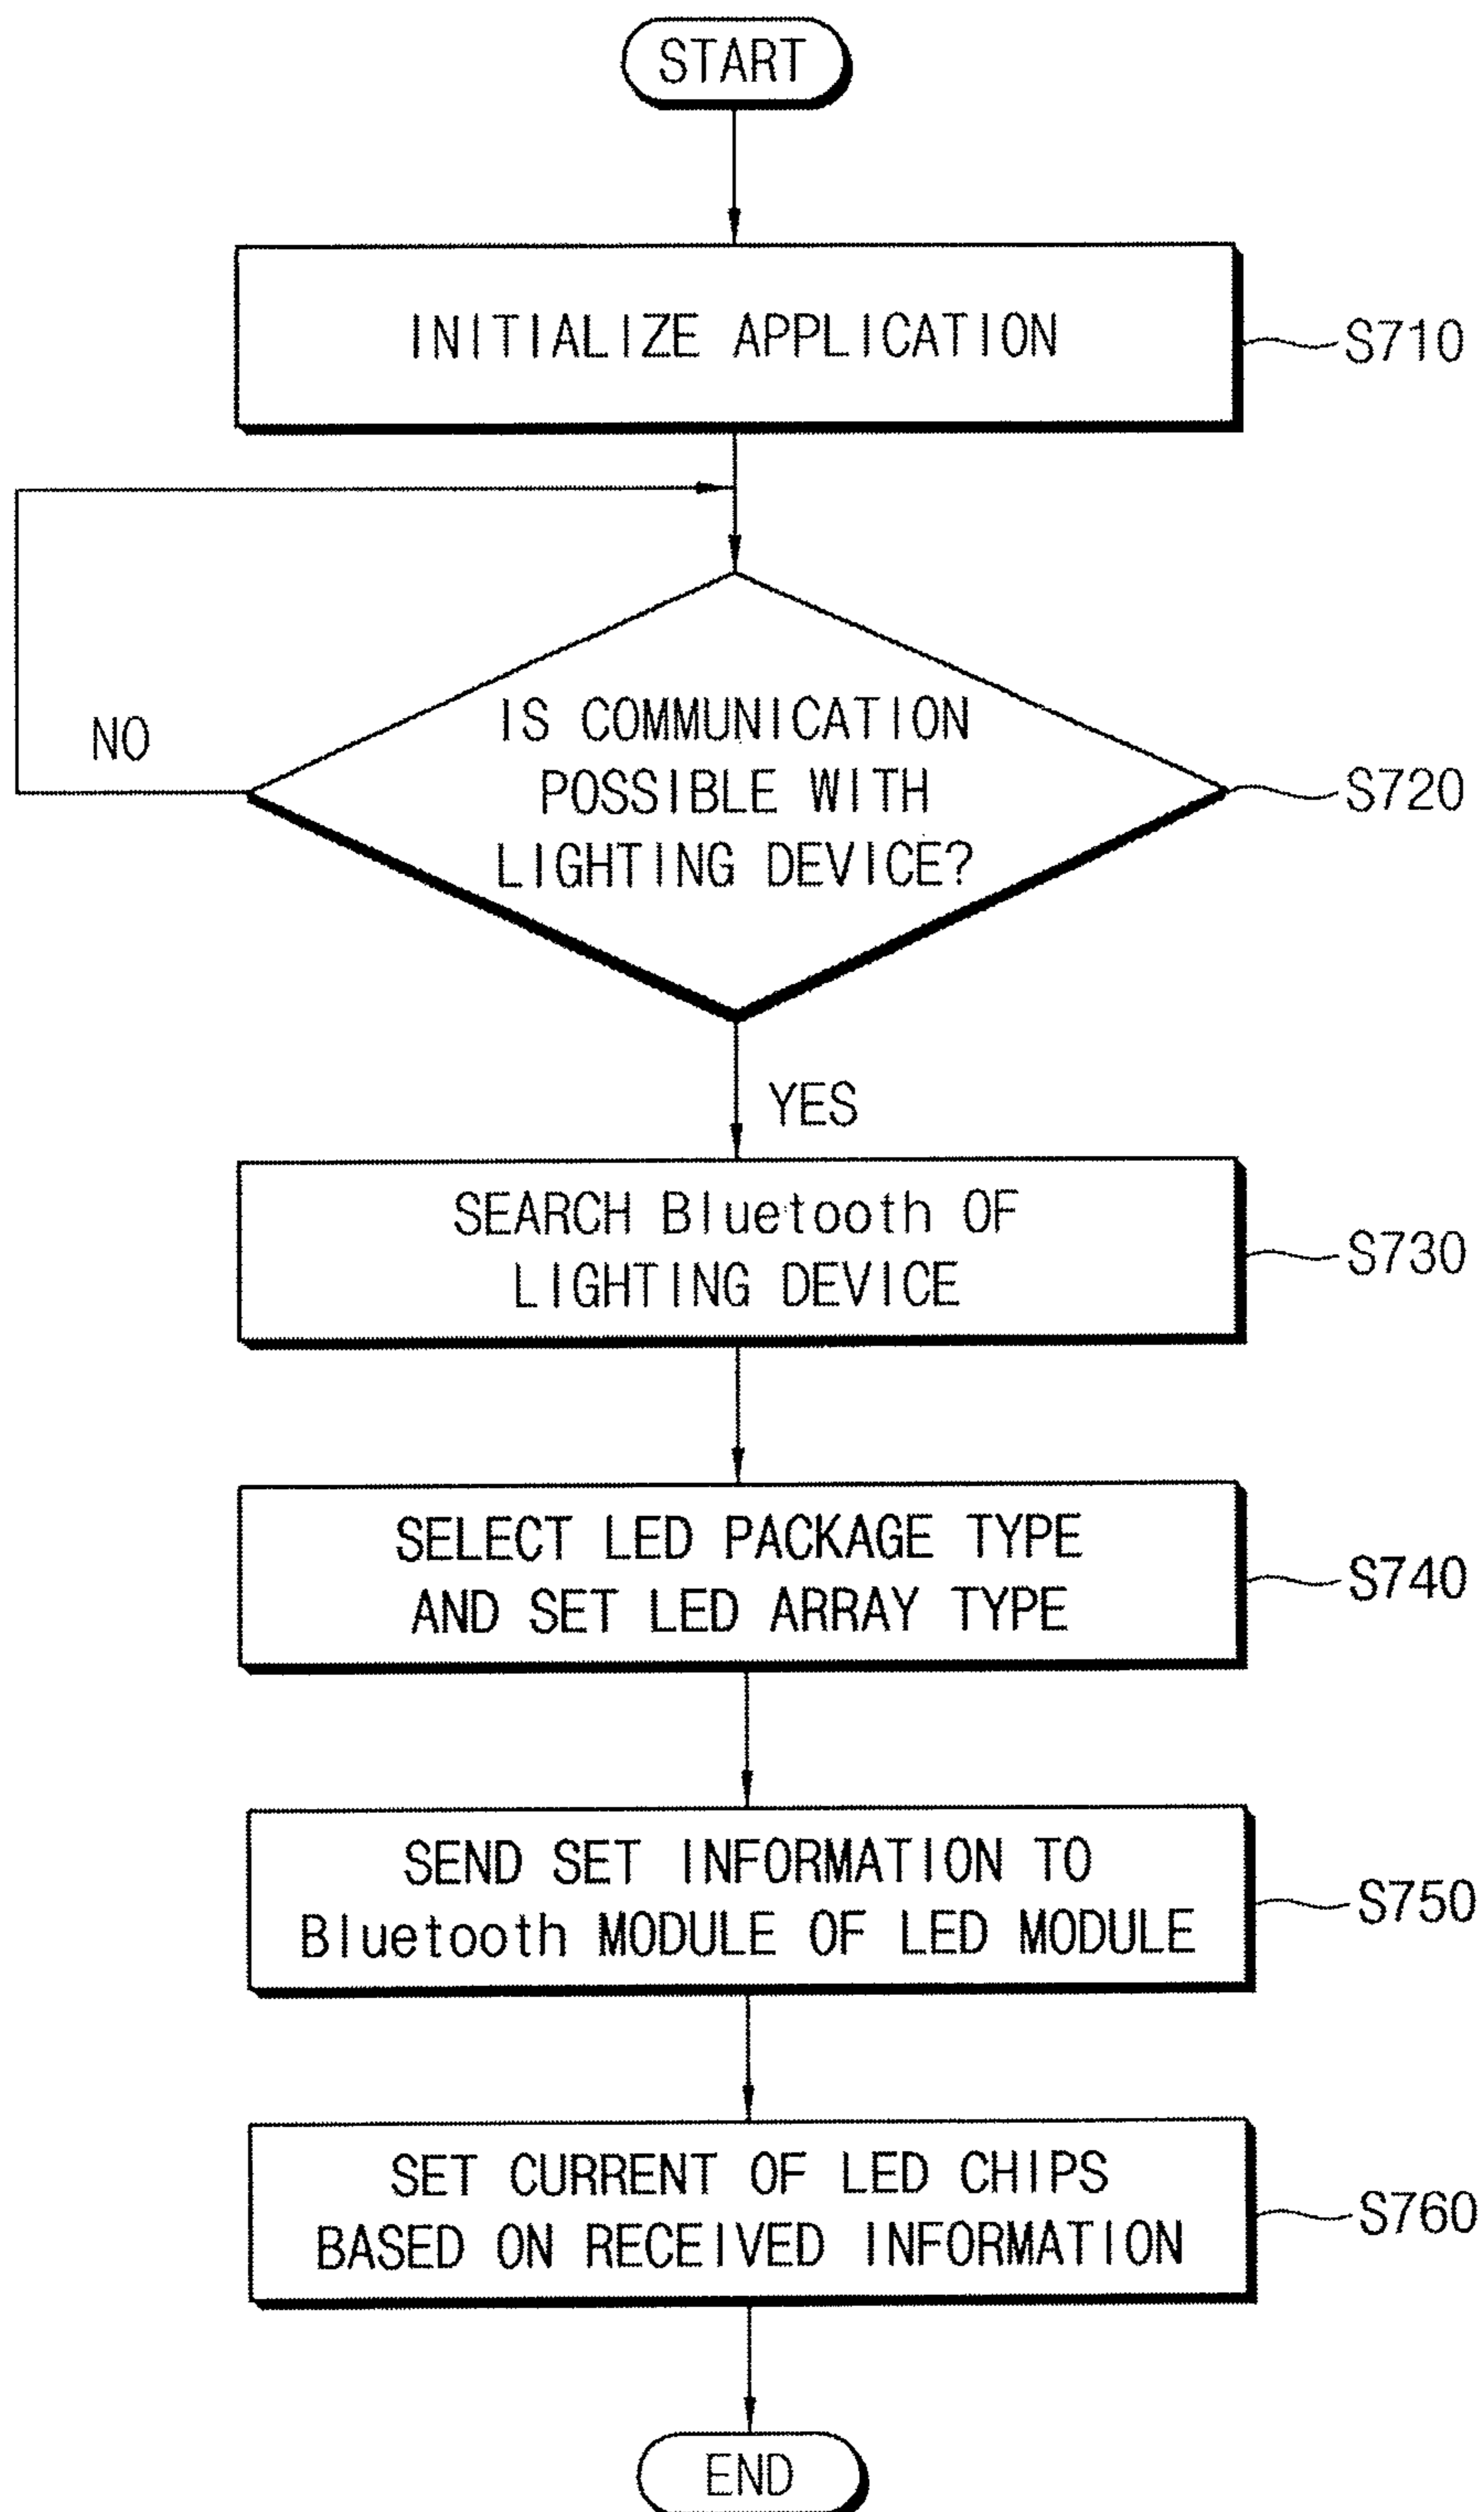 START
INITIALIZE APPLICATION
S710
IS COMMUNICATION
POSSIBLE WITH
LIGHTING DEVICE?
S720
NO
YES
SEARCH Bluetooth OF
LIGHTING DEVICE
S730
SELECT LED PACKAGE TYPE
AND SET LED ARRAY TYPE
S740
SEND SET INFORMATION TO
Bluetooth MODULE OF LED MODULE
S750
SET CURRENT OF LED CHIPS
BASED ON RECEIVED INFORMATION
S760
END